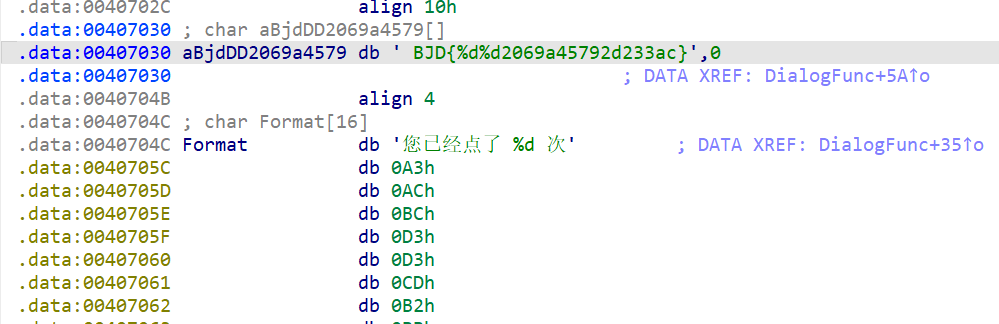 .data:0040702C align 10h
.data:00407030 ; char aBjdDD2069a4579[]
.data:00407030 aBjdDD2069a4579 db ' BJD{%d%d2069a45792d233ac}',0
.data:00407030 ; DATA XREF: DialogFunc+5A↑o
.data:0040704B align 4
.data:0040704C ; char Format[16]
.data:0040704C Format db '您已经点了 %d 次' ; DATA XREF: DialogFunc+35↑o
.data:0040705C db 0A3h
.data:0040705D db 0ACh
.data:0040705E db 0BCh
.data:0040705F db 0D3h
.data:00407060 db 0D3h
.data:00407061 db 0CDh
.data:00407062 db 0B2h